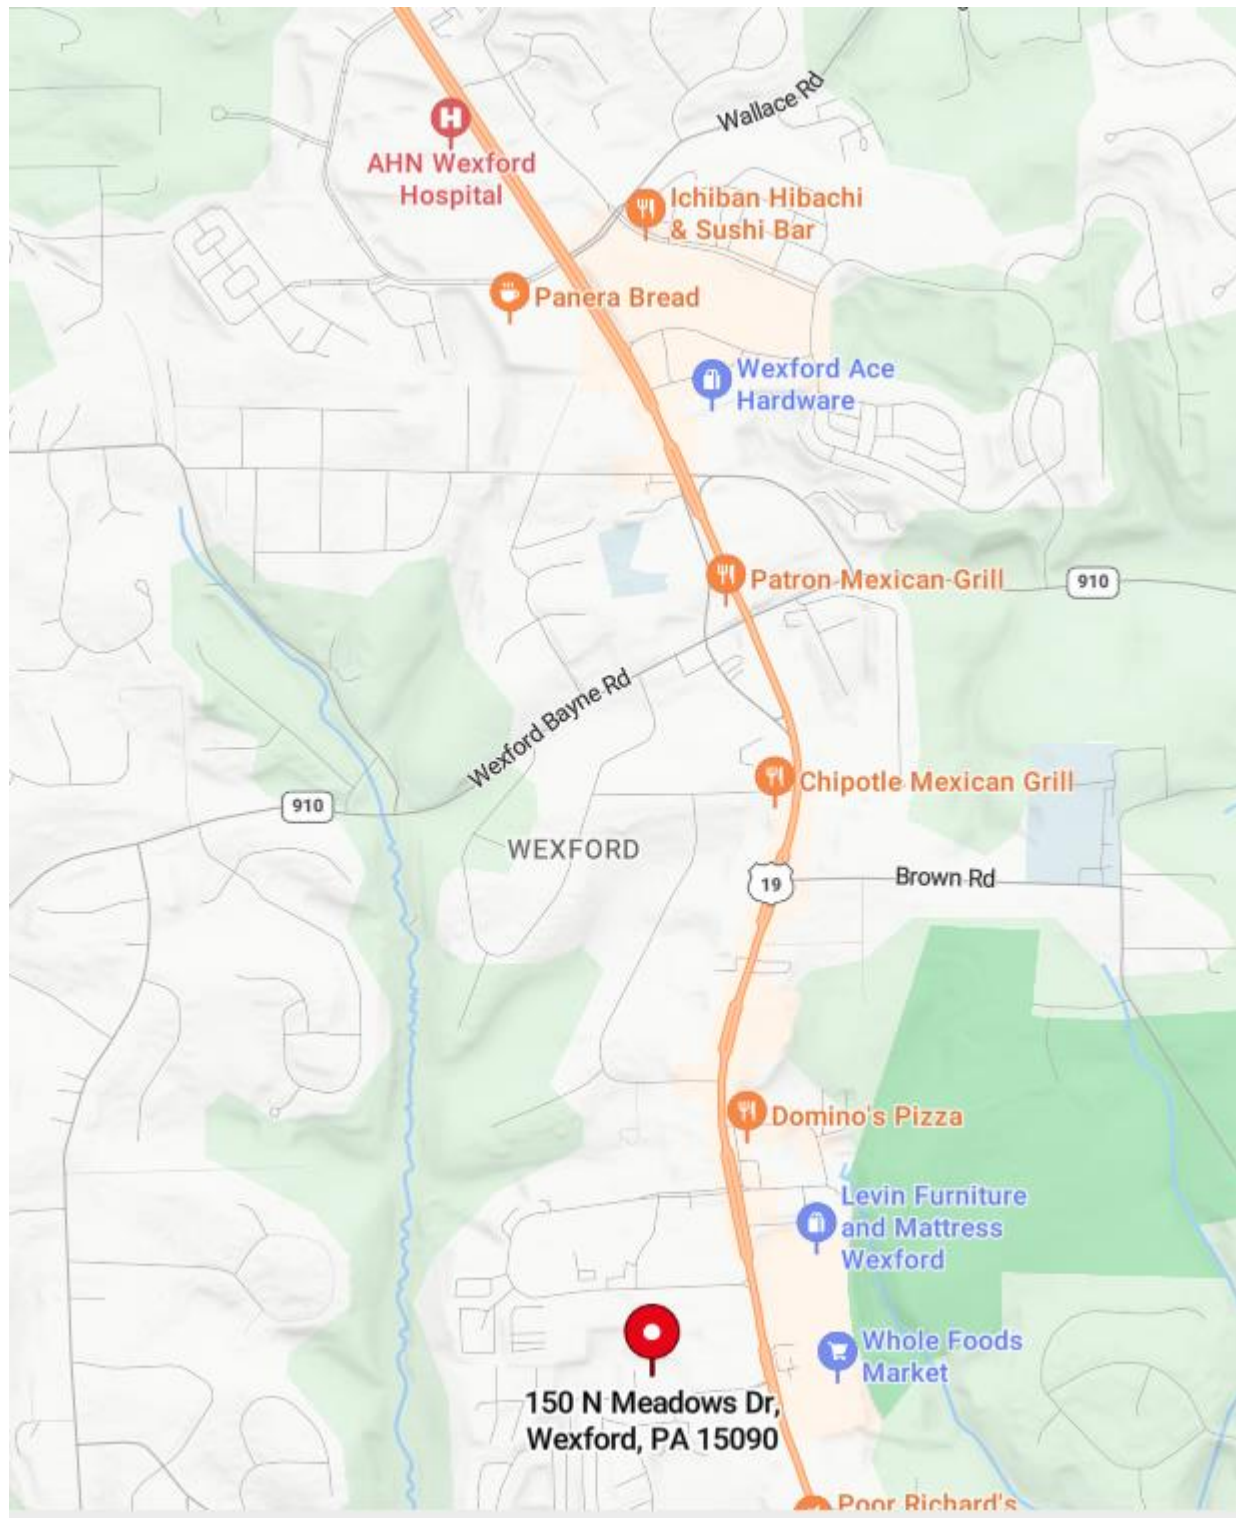 Wallace Rd
AHN Wexford
Hospital
Ichiban Hibachi
& Sushi Bar
Panera Bread
Wexford Ace
Hardware
Patron Mexican Grill
910
Wexford Bayne Rd
Chipotle Mexican Grill
910
WEXFORD
19
Brown Rd
Domino's Pizza
Levin Furniture
and Mattress
Wexford
Whole Foods
Market
150 N Meadows Dr,
Wexford, PA 15090
Poor Richard's